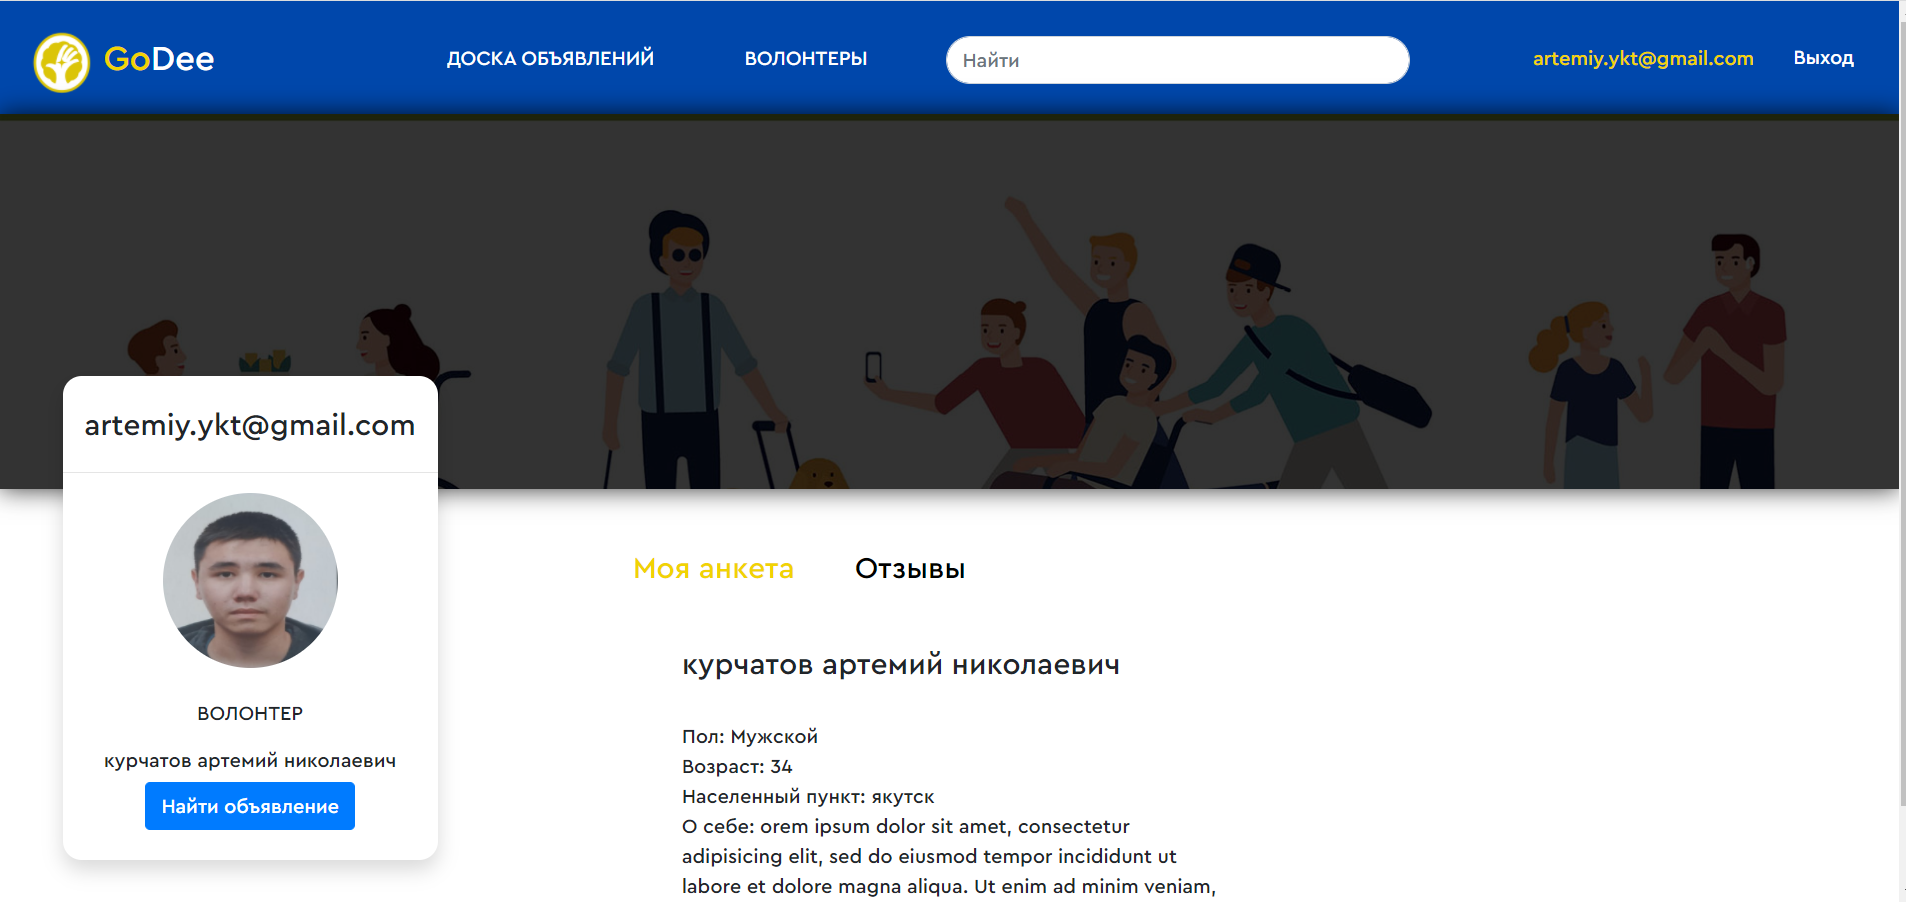 GoDee
ДОСКА ОБЪЯВЛЕНИЙ
ВОЛОНТЕРЫ
Найти
artemiy.ykt@gmail.com
Выход
artemiy.ykt@gmail.com
ВОЛОНТЕР
курчатов артемий николаевич
Найти объявление
Моя анкета
Отзывы
курчатов артемий николаевич
Пол: Мужской
Возраст: 34
Населенный пункт: якутск
О себе: orem ipsum dolor sit amet, consectetur
adipisicing elit, sed do eiusmod tempor incididunt ut
labore et dolore magna aliqua. Ut enim ad minim veniam,